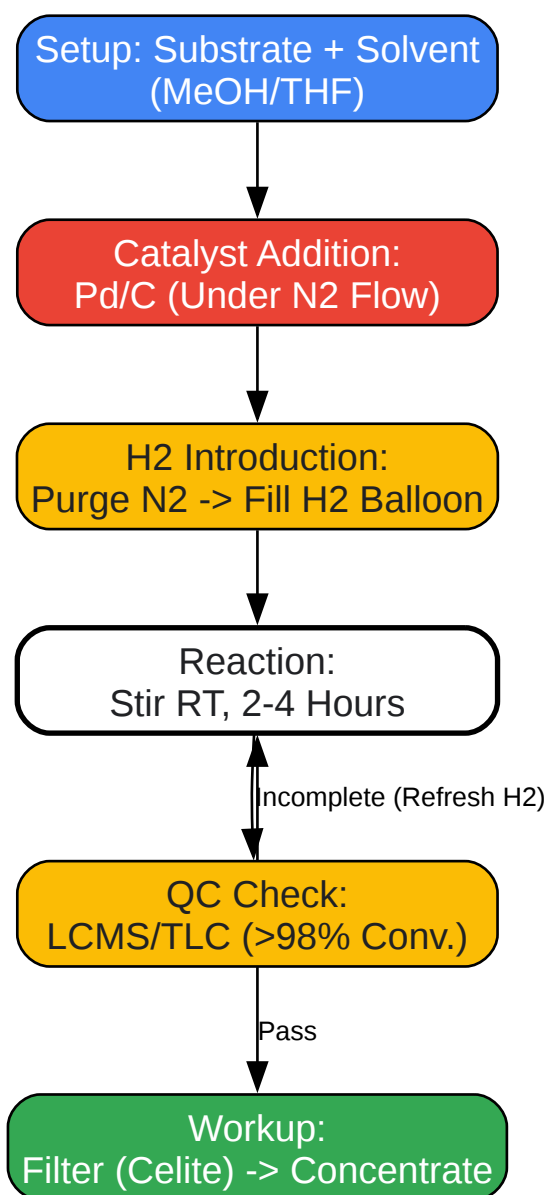 Setup: Substrate + Solvent
(MeOH/THF)
Catalyst Addition:
Pd/C (Under N2 Flow)
H2 Introduction:
Purge N2 -> Fill H2 Balloon
Reaction:
Stir RT, 2-4 Hours
Incomplete (Refresh H2)
QC Check:
LCMS/TLC (>98% Conv.)
Pass
Workup:
Filter (Celite) -> Concentrate